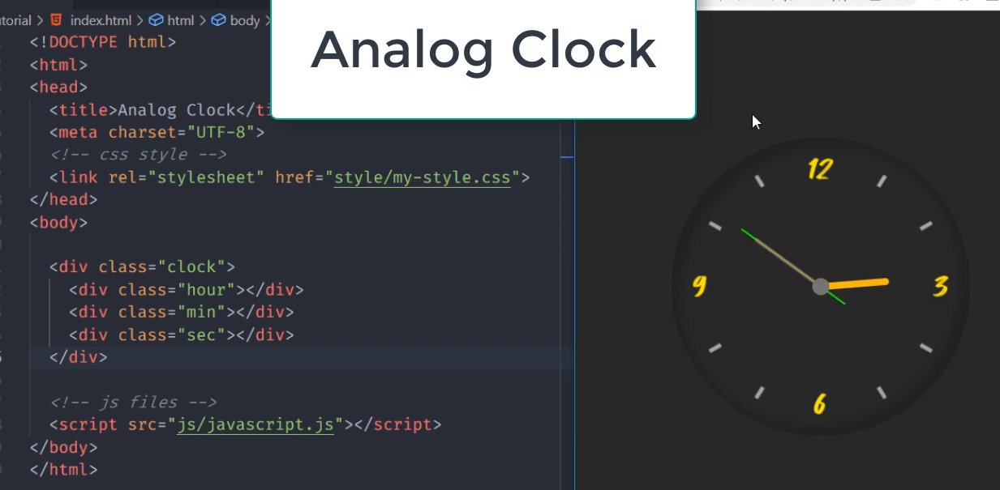 Analog Clock
index.html > html > body >
<!DOCTYPE html>
<html>
<head>
<title>Analog Clock</
<meta charset="UTF-8">
<!-- css style -->
<link rel="stylesheet" href="style/my-style.css">
</head>
<body>
<div class="clock">
<div class="hour"></div>
<div class="min"></div>
<div class="sec"></div>
</div>
<!-- js files -->
<script src="js/javascript.js"></script>
</body>
</html>
12
9
3
6